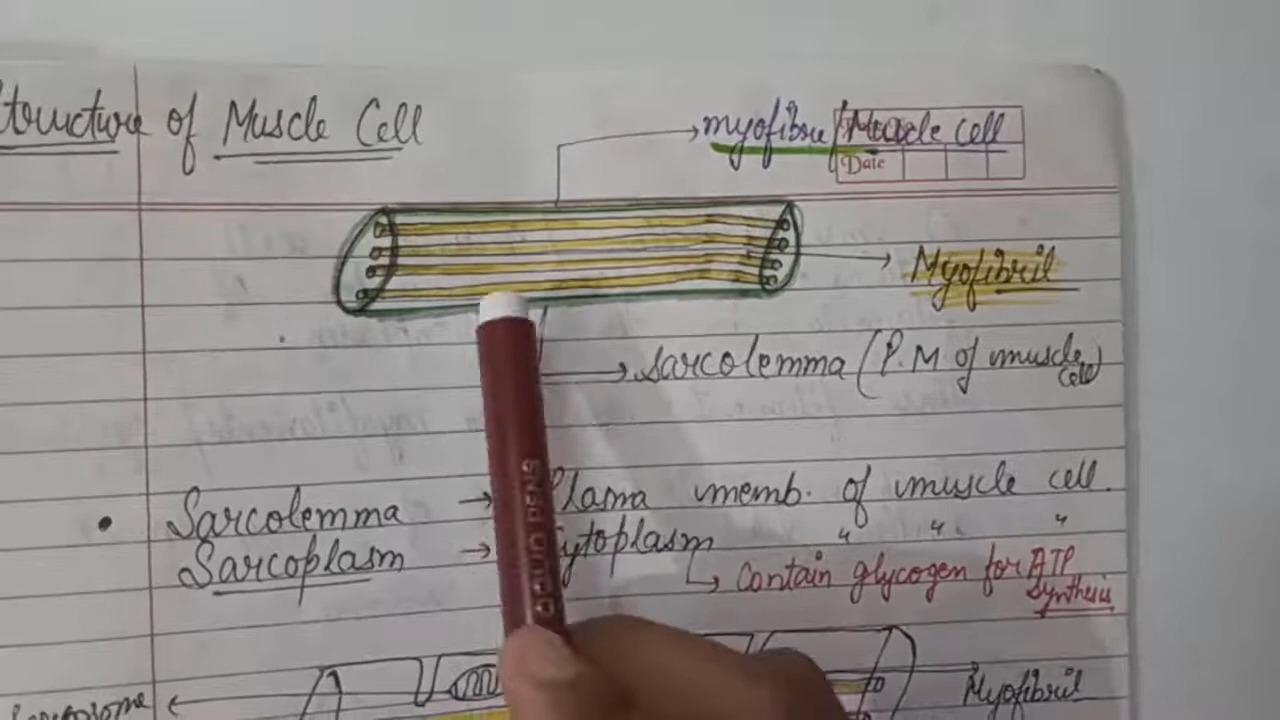 Structure of Muscle Cell
myofibre/Muscle cell
Date
Myofibril
Sarcolemma (P.M of muscle cell)
Sarcolemma → Plama memb. of muscle cell.
Sarcoplasm → Cytoplasm " " "
↳ Contain glycogen for ATP
Synthesis
Myofibril